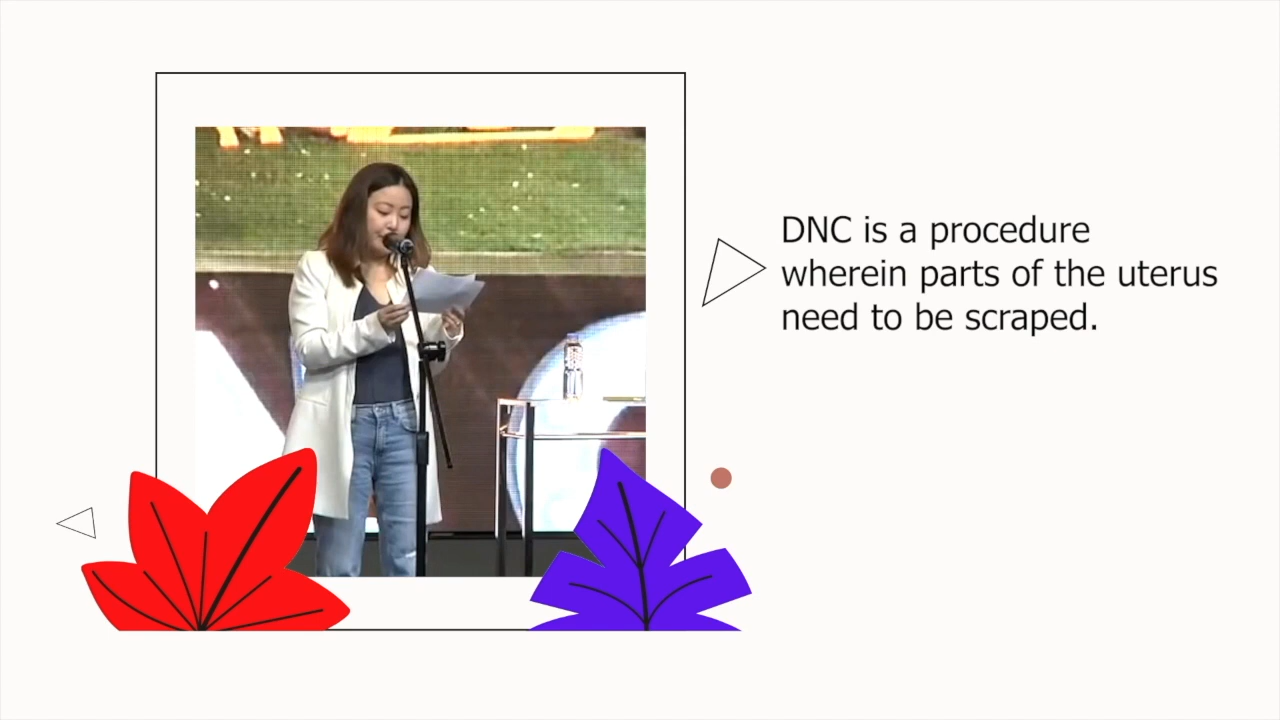 DNC is a procedure
wherein parts of the uterus
need to be scraped.